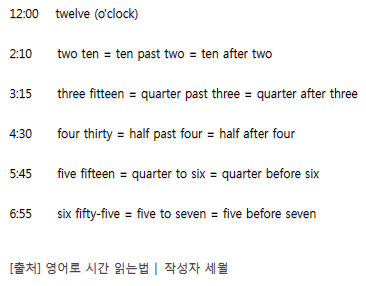 12:00 twelve (o'clock)
2:10 two ten = ten past two = ten after two
3:15 three fitteen = quarter past three = quarter after three
4:30 four thirty = half past four = half after four
5:45 five fifteen = quarter to six = quarter before six
6:55 six fifty-five = five to seven = five before seven
[출처] 영어로 시간 읽는법 | 작성자 세월